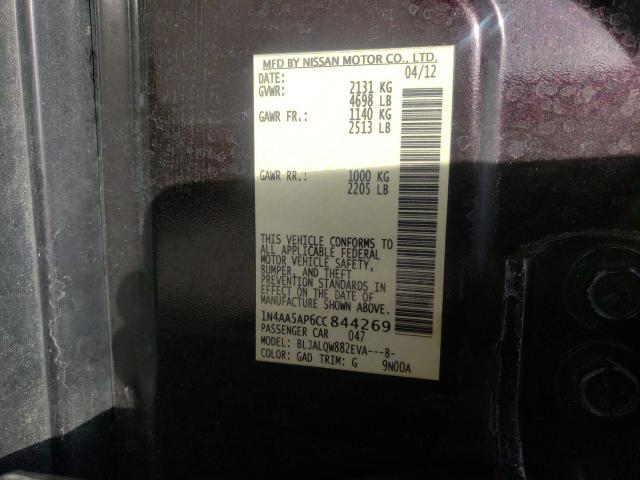 MFD BY NISSAN MOTOR CO., LTD.
DATE: 04/12
GVWR: 2131 KG
4698 LB
GAWR FR.: 1140 KG
2513 LB
GAWR RR.: 1000 KG
2205 LB
THIS VEHICLE CONFORMS TO
ALL APPLICABLE FEDERAL
MOTOR VEHICLE SAFETY,
BUMPER, AND THEFT
PREVENTION STANDARDS IN
EFFECT ON THE DATE OF
MANUFACTURE SHOWN ABOVE.
1N4AA5AP6CC844269
PASSENGER CAR 047
MODEL: BLJALQW882EVA---B-
COLOR: GAD TRIM: G 9N00A